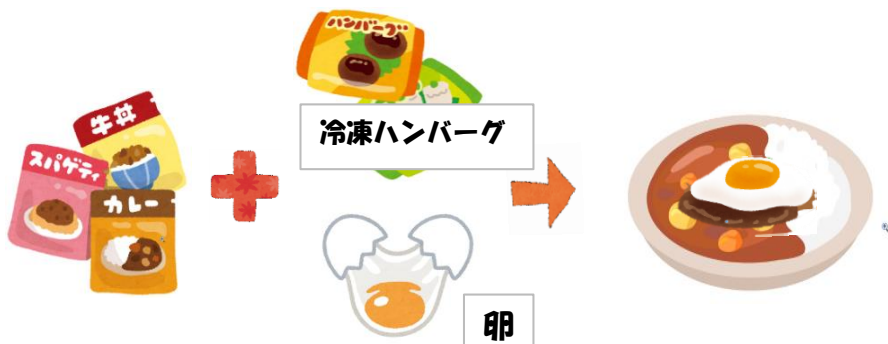 牛丼
スパゲティ
カレー
ハンバーグ
冷凍ハンバーグ
卵